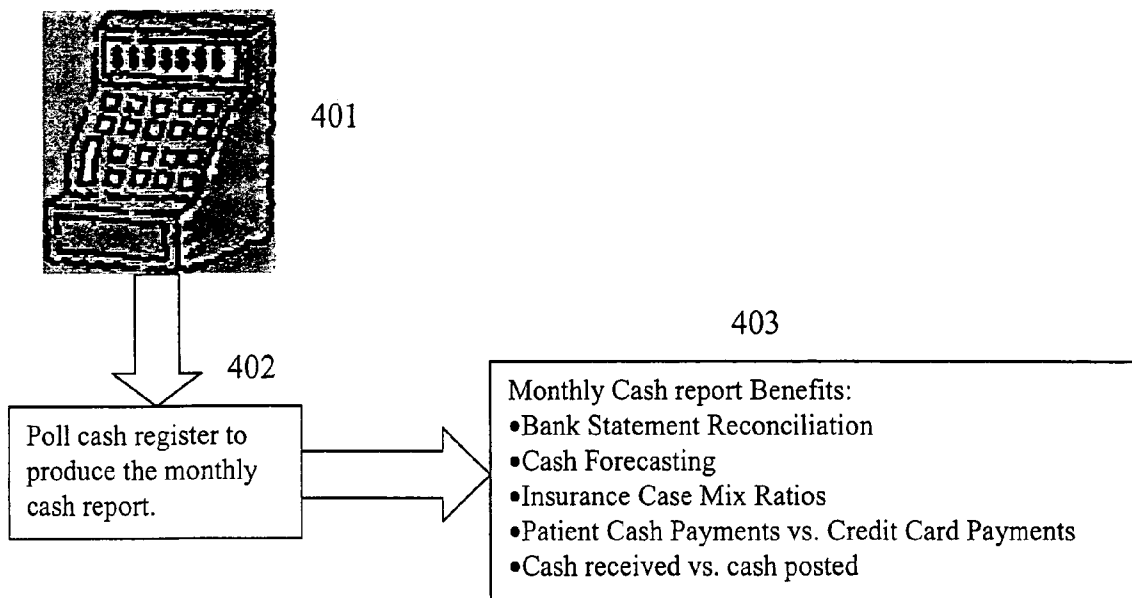 401
402
403
Poll cash register to
produce the monthly
cash report.
Monthly Cash report Benefits:
•Bank Statement Reconciliation
•Cash Forecasting
•Insurance Case Mix Ratios
•Patient Cash Payments vs. Credit Card Payments
•Cash received vs. cash posted